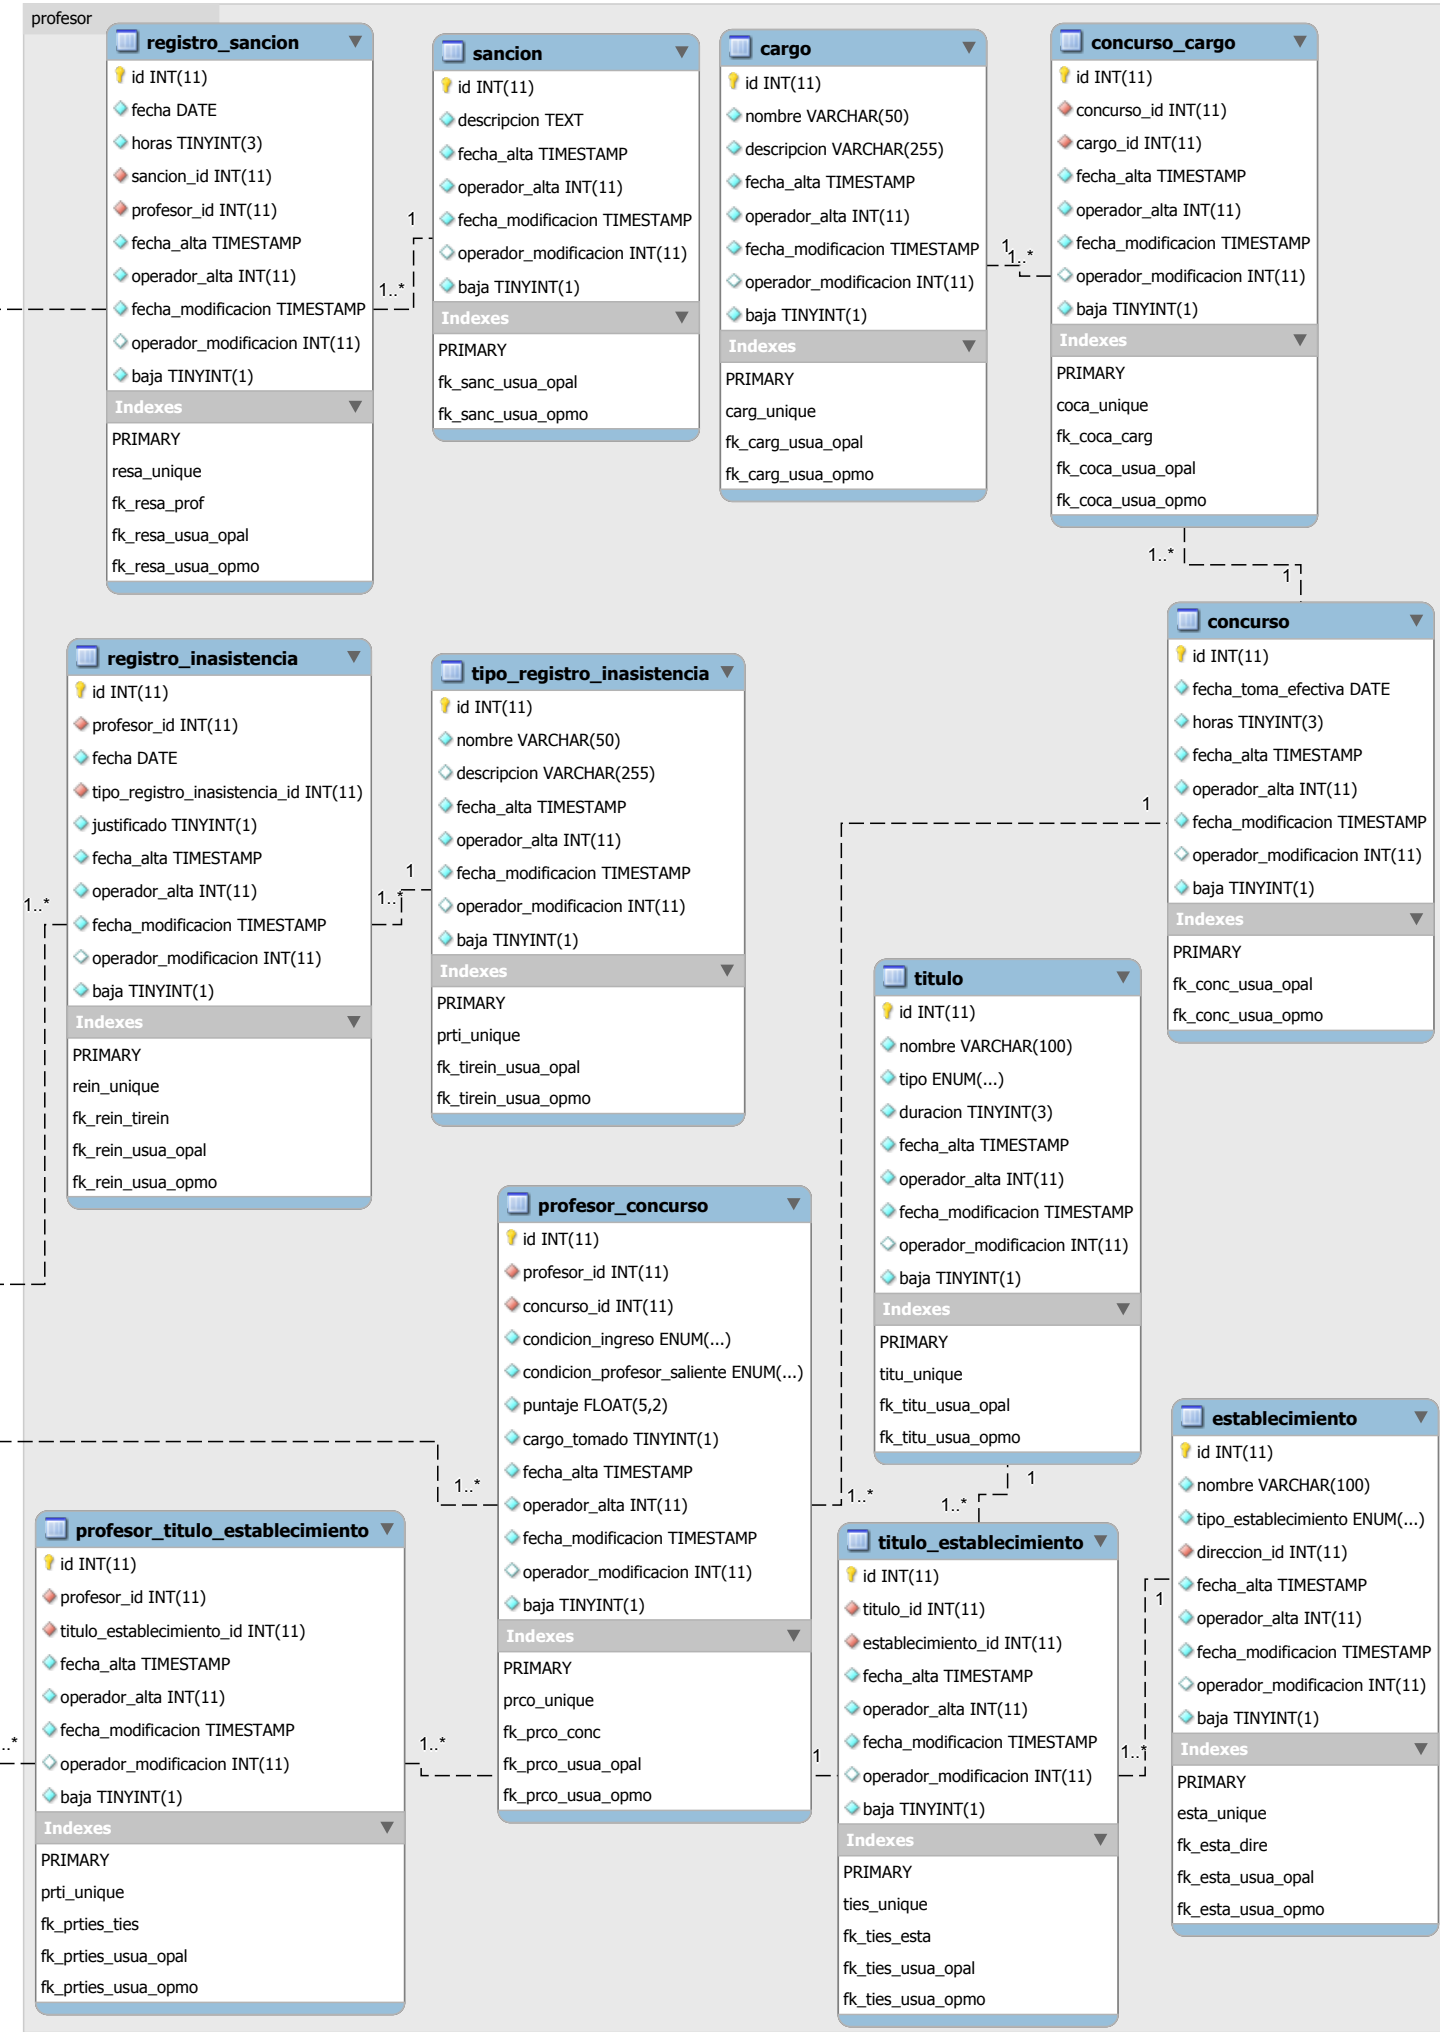 profesor
registro_sancion
id INT(11)
fecha DATE
horas TINYINT(3)
sancion_id INT(11)
profesor_id INT(11)
fecha_alta TIMESTAMP
operador_alta INT(11)
fecha_modificacion TIMESTAMP
operador_modificacion INT(11)
baja TINYINT(1)
Indexes
PRIMARY
resa_unique
fk_resa_prof
fk_resa_usua_opal
fk_resa_usua_opmo
1..*
1
sancion
id INT(11)
descripcion TEXT
fecha_alta TIMESTAMP
operador_alta INT(11)
fecha_modificacion TIMESTAMP
operador_modificacion INT(11)
baja TINYINT(1)
Indexes
PRIMARY
fk_sanc_usua_opal
fk_sanc_usua_opmo
cargo
id INT(11)
nombre VARCHAR(50)
descripcion VARCHAR(255)
fecha_alta TIMESTAMP
operador_alta INT(11)
fecha_modificacion TIMESTAMP
operador_modificacion INT(11)
baja TINYINT(1)
Indexes
PRIMARY
carg_unique
fk_carg_usua_opal
fk_carg_usua_opmo
1
1..*
concurso_cargo
id INT(11)
concurso_id INT(11)
cargo_id INT(11)
fecha_alta TIMESTAMP
operador_alta INT(11)
fecha_modificacion TIMESTAMP
operador_modificacion INT(11)
baja TINYINT(1)
Indexes
PRIMARY
coca_unique
fk_coca_carg
fk_coca_usua_opal
fk_coca_usua_opmo
1..*
1
concurso
id INT(11)
fecha_toma_efectiva DATE
horas TINYINT(3)
fecha_alta TIMESTAMP
operador_alta INT(11)
fecha_modificacion TIMESTAMP
operador_modificacion INT(11)
baja TINYINT(1)
Indexes
PRIMARY
fk_conc_usua_opal
fk_conc_usua_opmo
1
registro_inasistencia
id INT(11)
profesor_id INT(11)
fecha DATE
tipo_registro_inasistencia_id INT(11)
justificado TINYINT(1)
fecha_alta TIMESTAMP
operador_alta INT(11)
fecha_modificacion TIMESTAMP
operador_modificacion INT(11)
baja TINYINT(1)
Indexes
PRIMARY
rein_unique
fk_rein_tirein
fk_rein_usua_opal
fk_rein_usua_opmo
1..*
1..*
1
tipo_registro_inasistencia
id INT(11)
nombre VARCHAR(50)
descripcion VARCHAR(255)
fecha_alta TIMESTAMP
operador_alta INT(11)
fecha_modificacion TIMESTAMP
operador_modificacion INT(11)
baja TINYINT(1)
Indexes
PRIMARY
prti_unique
fk_tirein_usua_opal
fk_tirein_usua_opmo
titulo
id INT(11)
nombre VARCHAR(100)
tipo ENUM(...)
duracion TINYINT(3)
fecha_alta TIMESTAMP
operador_alta INT(11)
fecha_modificacion TIMESTAMP
operador_modificacion INT(11)
baja TINYINT(1)
Indexes
PRIMARY
titu_unique
fk_titu_usua_opal
fk_titu_usua_opmo
1
1..*
profesor_concurso
id INT(11)
profesor_id INT(11)
concurso_id INT(11)
condicion_ingreso ENUM(...)
condicion_profesor_saliente ENUM(...)
puntaje FLOAT(5,2)
cargo_tomado TINYINT(1)
fecha_alta TIMESTAMP
operador_alta INT(11)
fecha_modificacion TIMESTAMP
operador_modificacion INT(11)
baja TINYINT(1)
Indexes
PRIMARY
prco_unique
fk_prco_conc
fk_prco_usua_opal
fk_prco_usua_opmo
1..*
1..*
establecimiento
id INT(11)
nombre VARCHAR(100)
tipo_establecimiento ENUM(...)
direccion_id INT(11)
fecha_alta TIMESTAMP
operador_alta INT(11)
fecha_modificacion TIMESTAMP
operador_modificacion INT(11)
baja TINYINT(1)
Indexes
PRIMARY
esta_unique
fk_esta_dire
fk_esta_usua_opal
fk_esta_usua_opmo
1
1..*
profesor_titulo_establecimiento
id INT(11)
profesor_id INT(11)
titulo_establecimiento_id INT(11)
fecha_alta TIMESTAMP
operador_alta INT(11)
fecha_modificacion TIMESTAMP
operador_modificacion INT(11)
baja TINYINT(1)
Indexes
PRIMARY
prti_unique
fk_prties_ties
fk_prties_usua_opal
fk_prties_usua_opmo
..*
1..*
1
titulo_establecimiento
id INT(11)
titulo_id INT(11)
establecimiento_id INT(11)
fecha_alta TIMESTAMP
operador_alta INT(11)
fecha_modificacion TIMESTAMP
operador_modificacion INT(11)
baja TINYINT(1)
Indexes
PRIMARY
ties_unique
fk_ties_esta
fk_ties_usua_opal
fk_ties_usua_opmo